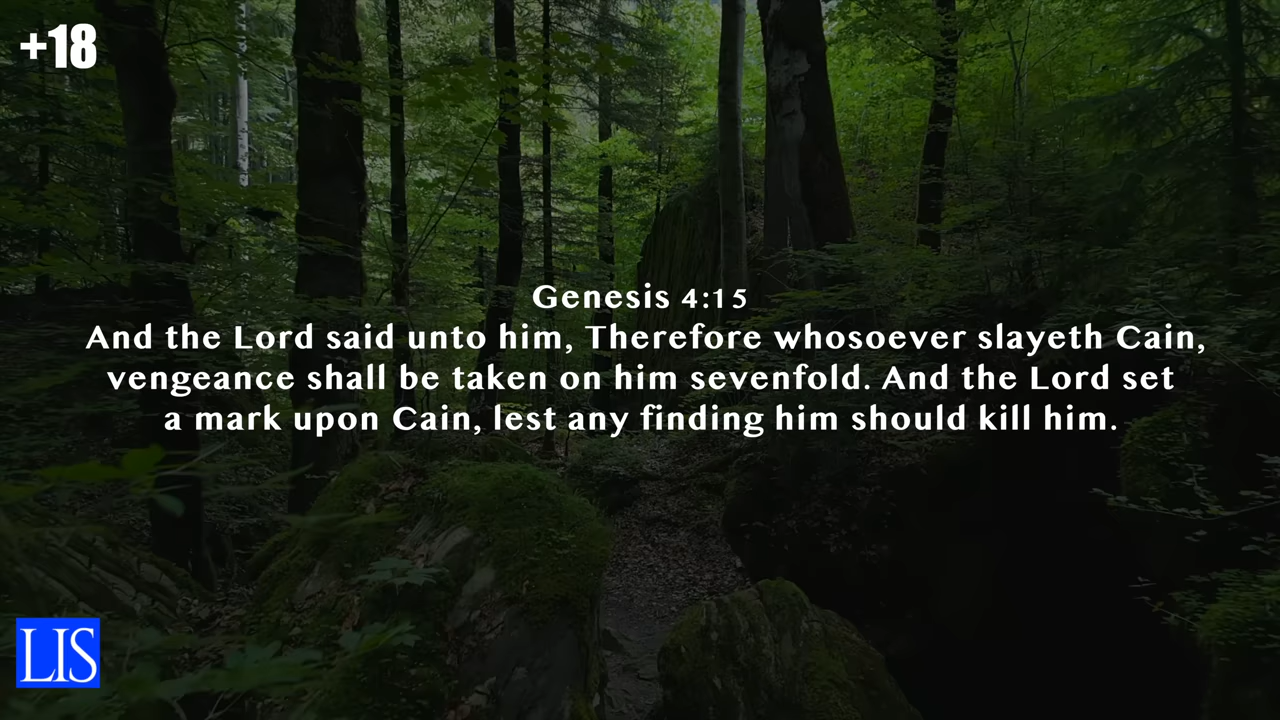 +18
Genesis 4:15
And the Lord said unto him, Therefore whosoever slayeth Cain,
vengeance shall be taken on him sevenfold. And the Lord set
a mark upon Cain, lest any finding him should kill him.
LIS